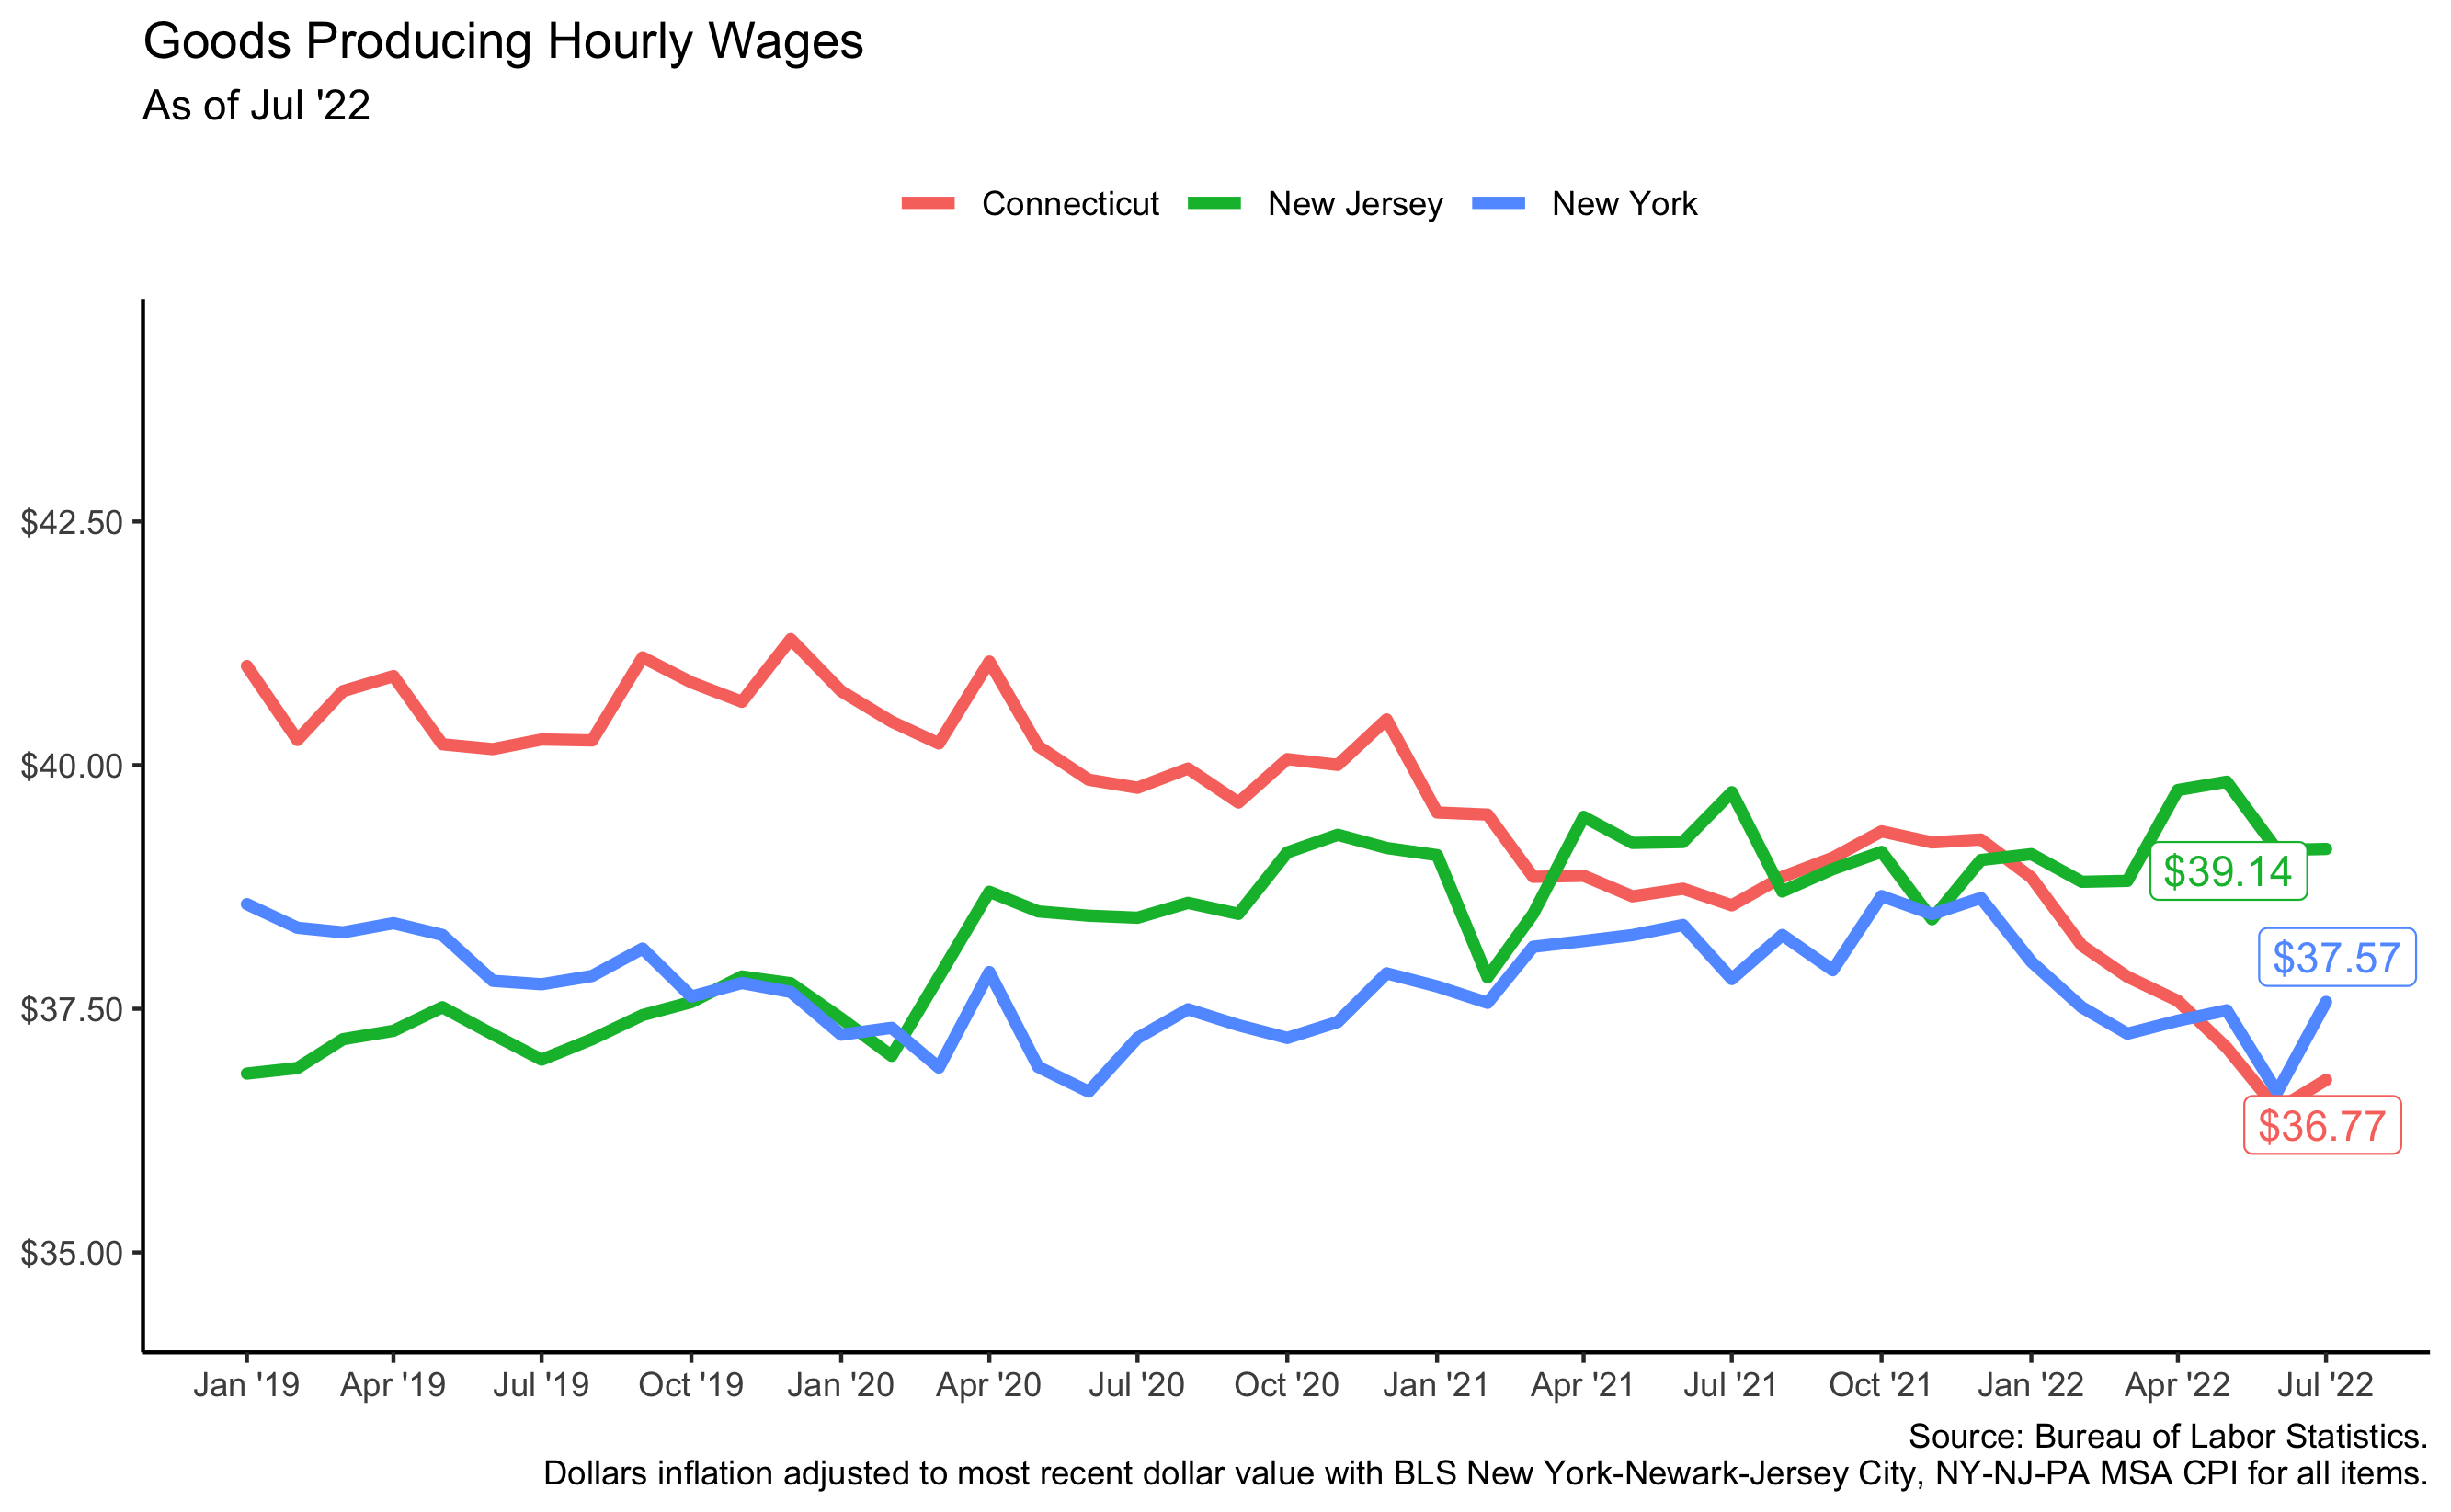 Goods Producing Hourly Wages
As of Jul '22
Connecticut New Jersey New York
$42.50
$40.00
$37.50
$35.00
$39.14
$37.57
$36.77
Jan '19 Apr '19 Jul '19 Oct '19 Jan '20 Apr '20 Jul '20 Oct '20 Jan '21 Apr '21 Jul '21 Oct '21 Jan '22 Apr '22 Jul '22
Source: Bureau of Labor Statistics.
Dollars inflation adjusted to most recent dollar value with BLS New York-Newark-Jersey City, NY-NJ-PA MSA CPI for all items.